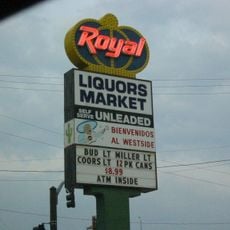 Royal
LIQUORS
MARKET
SELF
SERVE UNLEADED
BIENVENIDOS
AL WESTSIDE
BUD LT MILLER LT
COORS LT 12 PK CANS
$8.99
ATM INSIDE